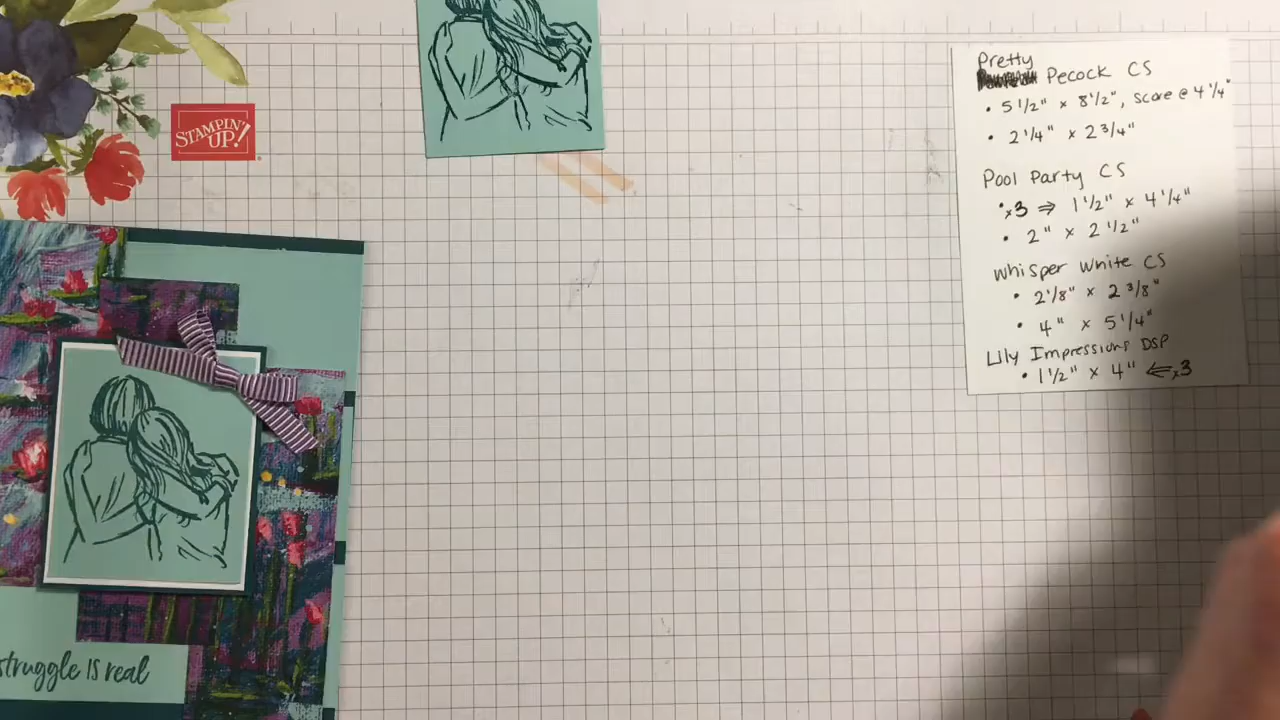 STAMPIN' UP!
Pretty
Pecock CS
• 5 1/2" x 8 1/2", Score @ 4 1/4"
• 2 1/4" x 2 3/4"
Pool Party CS
• x3 ⇒ 1 1/2" x 4 1/4"
• 2" x 2 1/2"
Whisper White CS
• 2 1/8" x 2 3/8"
• 4" x 5 1/4"
Lily Impressions DSP
• 1 1/2" x 4" ⇐ x3
struggle IS real